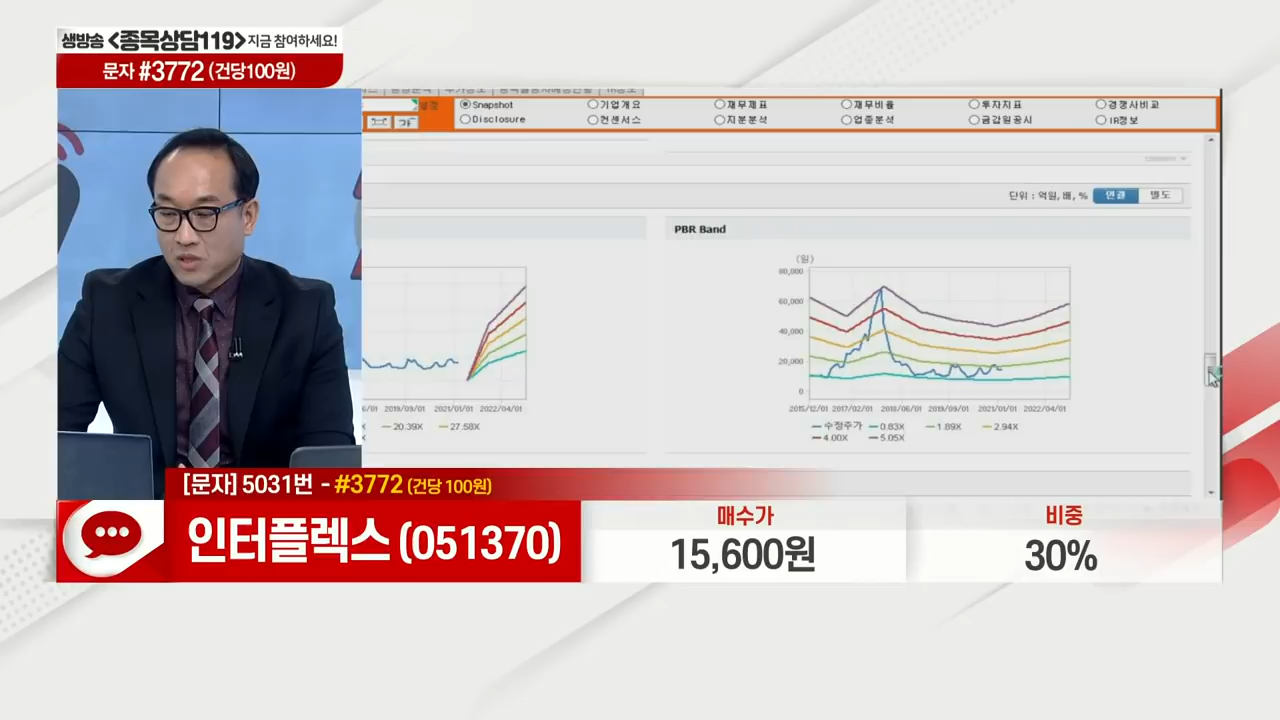 생방송 <종목상담119> 지금 참여하세요!
문자 #3772 (건당100원)
Snapshot 기업개요 재무제표 재무비율 투자지표 경쟁사비교
Disclosure 컨센서스 지분분석 업종분석 금감원공시 IR정보
단위 : 억원, 배, % 연결 별도
PBR Band
(원)
80,000
60,000
40,000
20,000
0
2019/09/01 2021/01/01 2022/04/01
20.39X 27.58X
2015/12/01 2017/02/01 2018/06/01 2019/09/01 2021/01/01 2022/04/01
수정주가 0.83X 1.89X 2.94X
4.00X 5.05X
[문자] 5031번 - #3772 (건당 100원)
인터플렉스 (051370)
매수가
15,600원
비중
30%